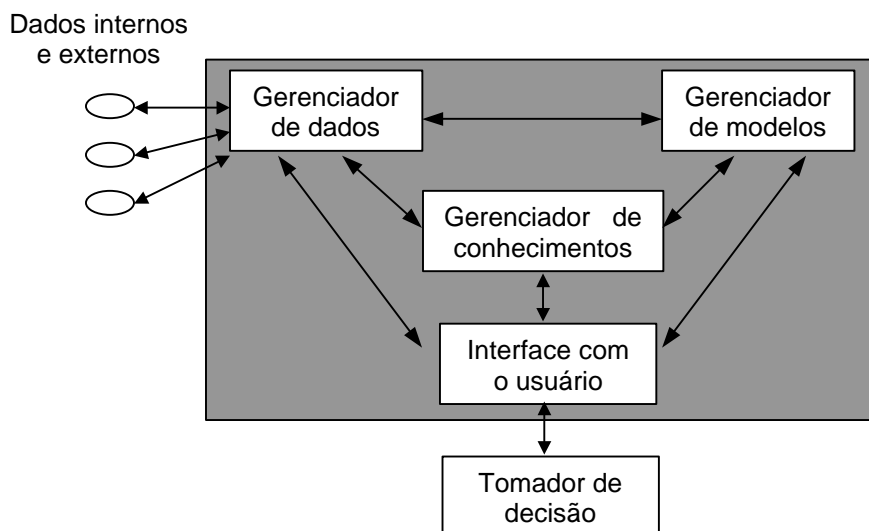 Dados internos
e externos
Gerenciador
de dados
Gerenciador
de modelos
Gerenciador de
conhecimentos
Interface com
o usuário
Tomador de
decisão